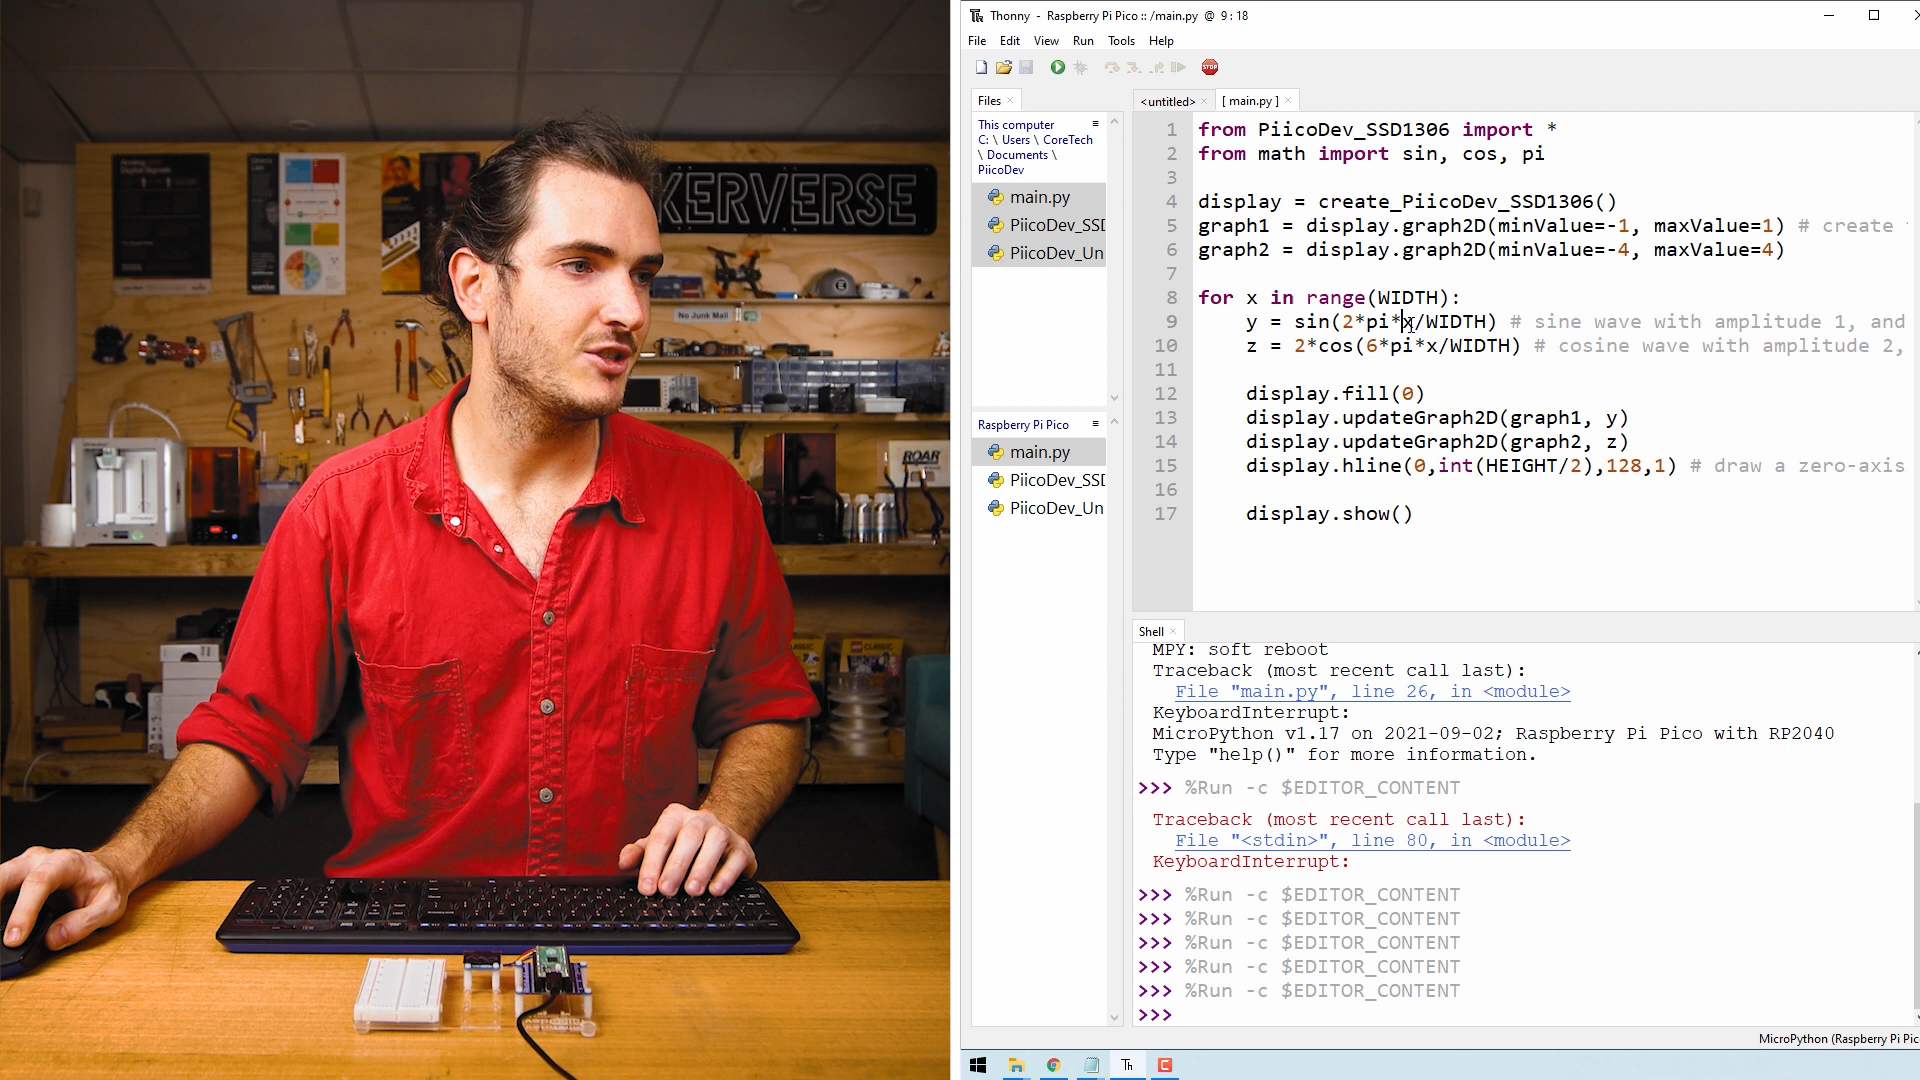 KERVERSE
No Junk Mail
ROAR
CLASSIC
Thonny - Raspberry Pi Pico :: /main.py @ 9 : 18
File Edit View Run Tools Help
STOP
Files
This computer
C: \ Users \ CoreTech
\ Documents \
PiicoDev
main.py
PiicoDev_SSD
PiicoDev_Un
Raspberry Pi Pico
main.py
PiicoDev_SSD
PiicoDev_Un
<untitled> [ main.py ]
1 from PiicoDev_SSD1306 import *
2 from math import sin, cos, pi
3
4 display = create_PiicoDev_SSD1306()
5 graph1 = display.graph2D(minValue=-1, maxValue=1) # create
6 graph2 = display.graph2D(minValue=-4, maxValue=4)
7
8 for x in range(WIDTH):
9 y = sin(2*pi*x/WIDTH) # sine wave with amplitude 1, and
10 z = 2*cos(6*pi*x/WIDTH) # cosine wave with amplitude 2,
11
12 display.fill(0)
13 display.updateGraph2D(graph1, y)
14 display.updateGraph2D(graph2, z)
15 display.hline(0,int(HEIGHT/2),128,1) # draw a zero-axis
16
17 display.show()
Shell
MPY: soft reboot
Traceback (most recent call last):
File "main.py", line 26, in <module>
KeyboardInterrupt:
MicroPython v1.17 on 2021-09-02; Raspberry Pi Pico with RP2040
Type "help()" for more information.
>>> %Run -c $EDITOR_CONTENT
Traceback (most recent call last):
File "<stdin>", line 80, in <module>
KeyboardInterrupt:
>>> %Run -c $EDITOR_CONTENT
>>> %Run -c $EDITOR_CONTENT
>>> %Run -c $EDITOR_CONTENT
>>> %Run -c $EDITOR_CONTENT
>>> %Run -c $EDITOR_CONTENT
>>>
MicroPython (Raspberry Pi Pic
Th